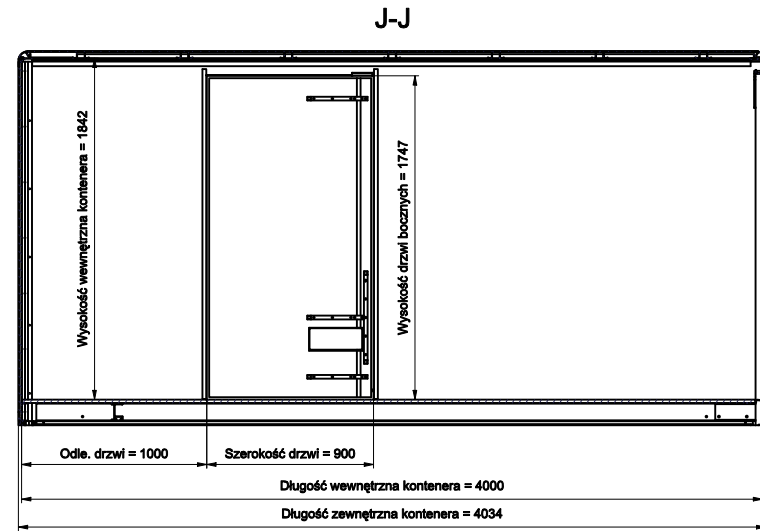 J-J
Wysokość wewnętrzna kontenera = 1842
Wysokość drzwi bocznych = 1747
Odle. drzwi = 1000
Szerokość drzwi = 900
Długość wewnętrzna kontenera = 4000
Długość zewnętrzna kontenera = 4034